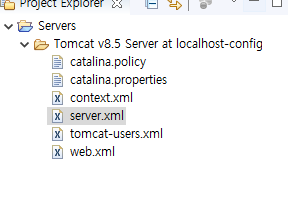 Project Explorer
Servers
Tomcat v8.5 Server at localhost-config
catalina.policy
catalina.properties
context.xml
server.xml
tomcat-users.xml
web.xml